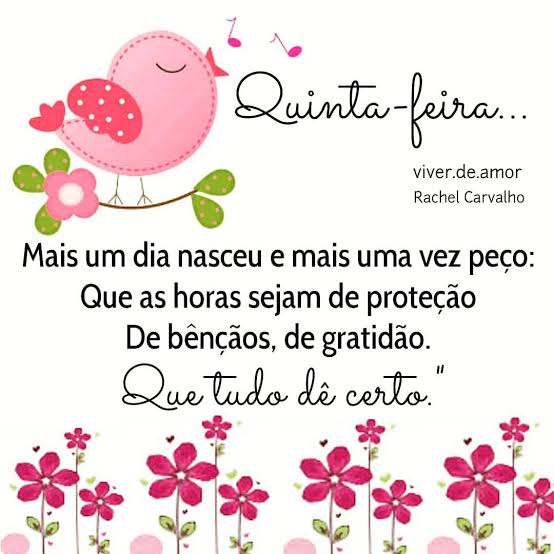 Quinta-feira...
viver.de.amor
Rachel Carvalho
Mais um dia nasceu e mais uma vez peço:
Que as horas sejam de proteção
De bênçãos, de gratidão.
Que tudo dê certo."